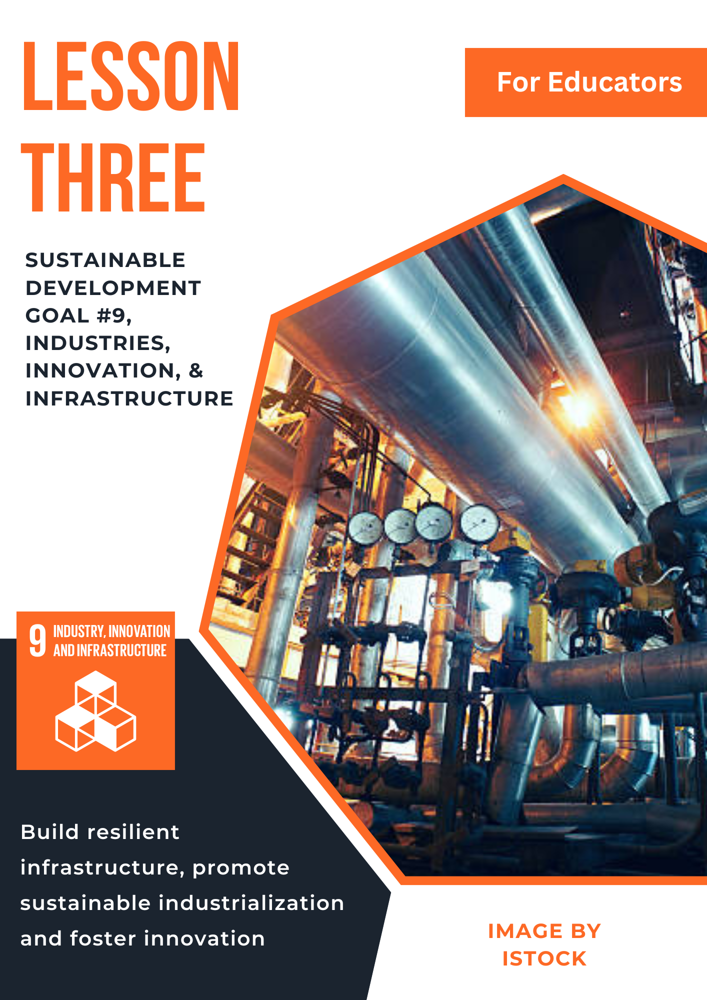 LESSON
THREE
For Educators
SUSTAINABLE
DEVELOPMENT
GOAL #9,
INDUSTRIES,
INNOVATION, &
INFRASTRUCTURE
9 INDUSTRY, INNOVATION
AND INFRASTRUCTURE
Build resilient
infrastructure, promote
sustainable industrialization
and foster innovation
IMAGE BY
ISTOCK